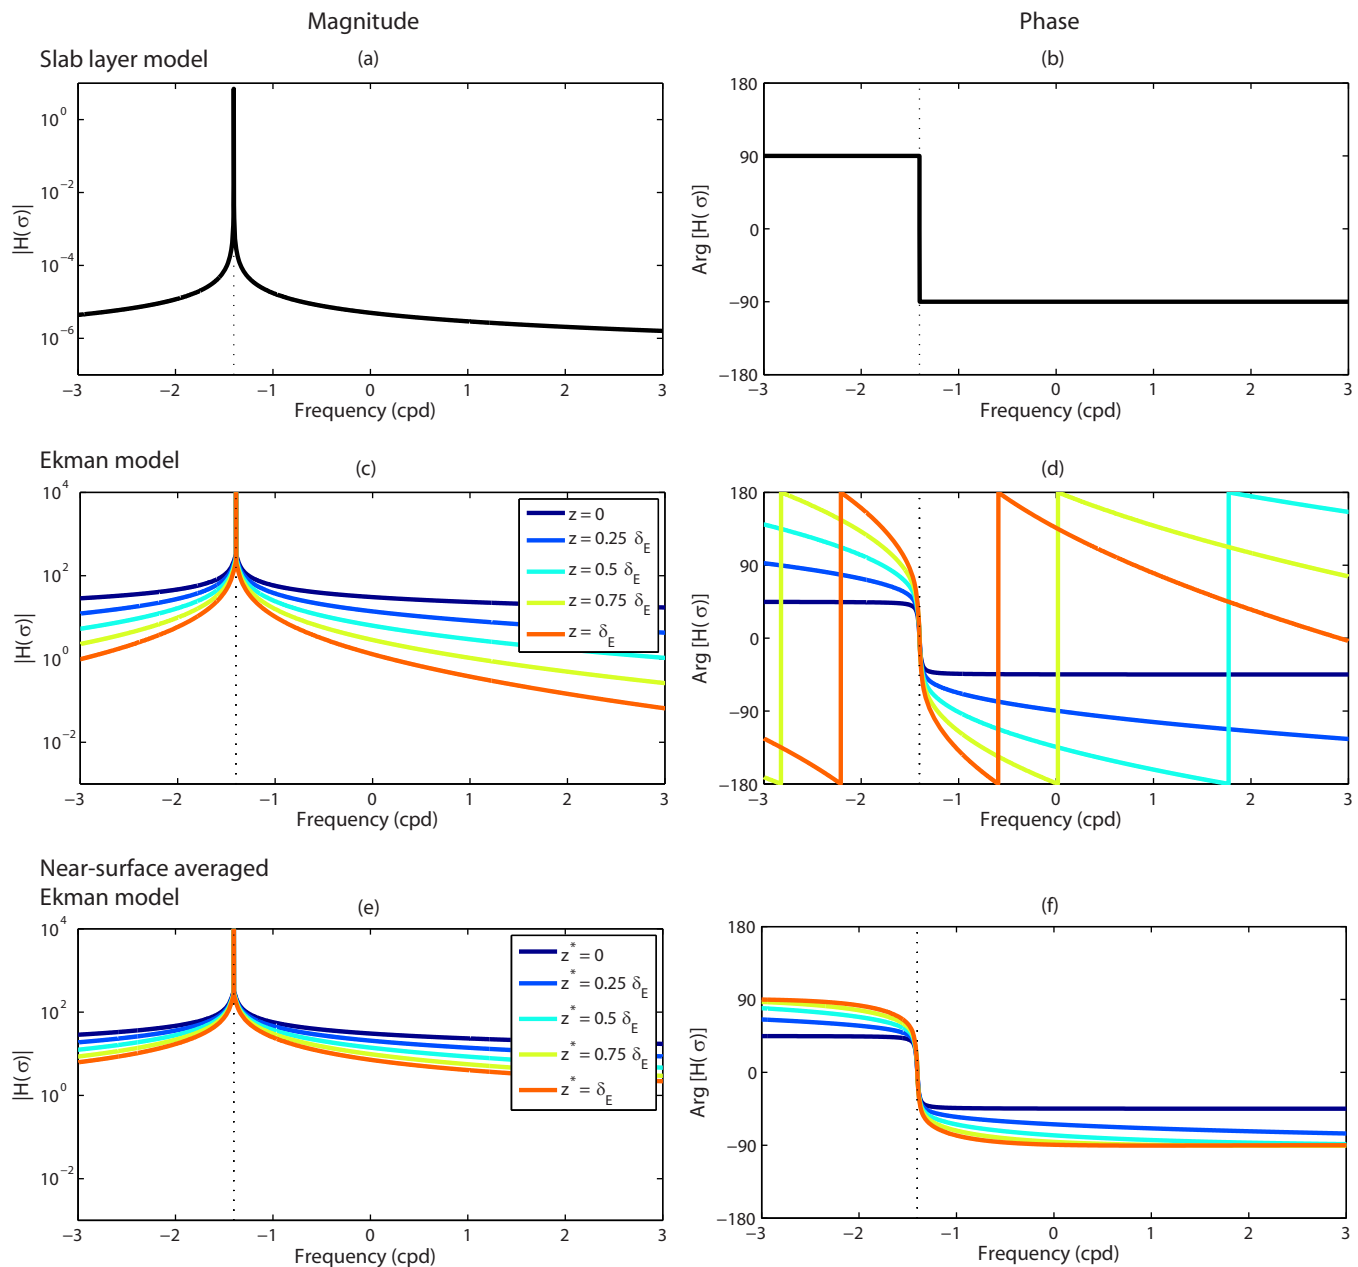 Magnitude
Phase
Slab layer model
(a)
(b)
10^0
10^-2
10^-4
10^-6
|H(σ)|
−3 −2 −1 0 1 2 3
Frequency (cpd)
180
90
0
−90
−180
Arg [H(σ)]
−3 −2 −1 0 1 2 3
Frequency (cpd)
Ekman model
(c)
(d)
10^4
10^2
10^0
10^-2
|H(σ)|
z = 0
z = 0.25 δ_E
z = 0.5 δ_E
z = 0.75 δ_E
z = δ_E
−3 −2 −1 0 1 2 3
Frequency (cpd)
180
90
0
−90
−180
Arg [H(σ)]
−3 −2 −1 0 1 2 3
Frequency (cpd)
Near-surface averaged
Ekman model
(e)
(f)
10^4
10^2
10^0
10^-2
|H(σ)|
z^* = 0
z^* = 0.25 δ_E
z^* = 0.5 δ_E
z^* = 0.75 δ_E
z^* = δ_E
−3 −2 −1 0 1 2 3
Frequency (cpd)
180
90
0
−90
−180
Arg [H(σ)]
−3 −2 −1 0 1 2 3
Frequency (cpd)